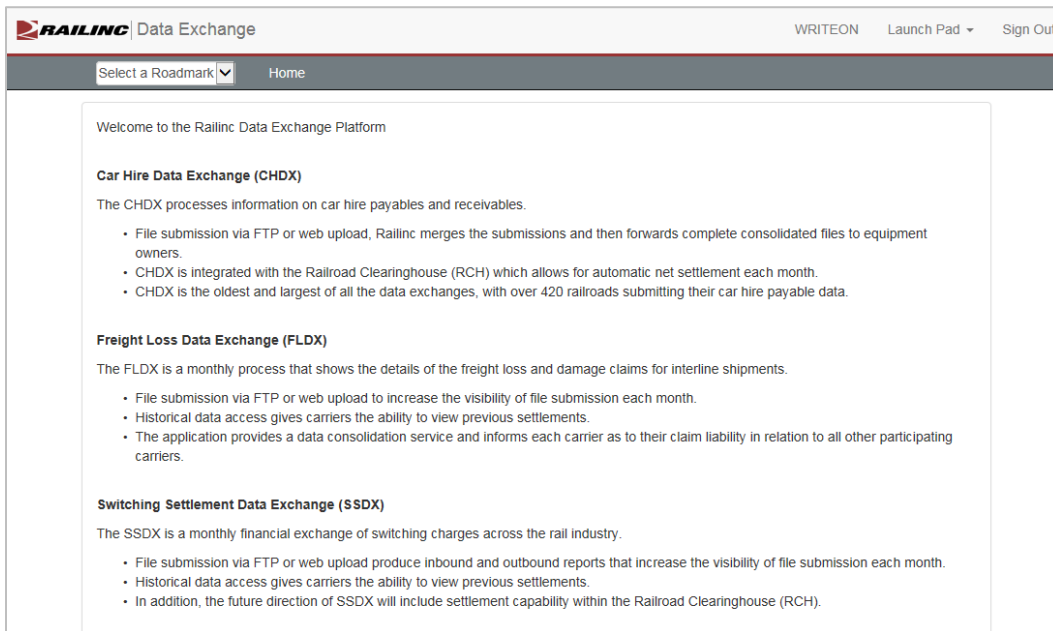 RAILINC Data Exchange WRITEON Launch Pad Sign Out
Select a Roadmark Home
Welcome to the Railinc Data Exchange Platform
Car Hire Data Exchange (CHDX)
The CHDX processes information on car hire payables and receivables.
• File submission via FTP or web upload, Railinc merges the submissions and then forwards complete consolidated files to equipment
owners.
• CHDX is integrated with the Railroad Clearinghouse (RCH) which allows for automatic net settlement each month.
• CHDX is the oldest and largest of all the data exchanges, with over 420 railroads submitting their car hire payable data.
Freight Loss Data Exchange (FLDX)
The FLDX is a monthly process that shows the details of the freight loss and damage claims for interline shipments.
• File submission via FTP or web upload to increase the visibility of file submission each month.
• Historical data access gives carriers the ability to view previous settlements.
• The application provides a data consolidation service and informs each carrier as to their claim liability in relation to all other participating
carriers.
Switching Settlement Data Exchange (SSDX)
The SSDX is a monthly financial exchange of switching charges across the rail industry.
• File submission via FTP or web upload produce inbound and outbound reports that increase the visibility of file submission each month.
• Historical data access gives carriers the ability to view previous settlements.
• In addition, the future direction of SSDX will include settlement capability within the Railroad Clearinghouse (RCH).